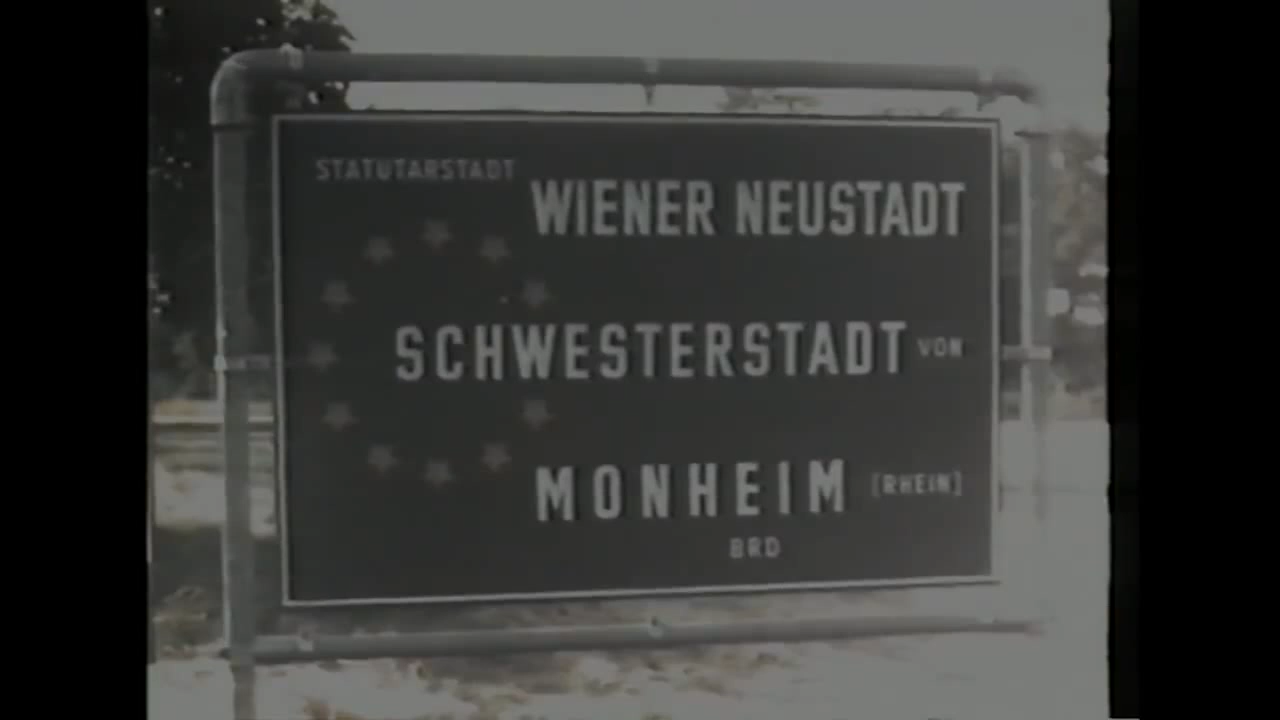 STATUTARSTADT
WIENER NEUSTADT
SCHWESTERSTADT VON
MONHEIM [RHEIN]
BRD